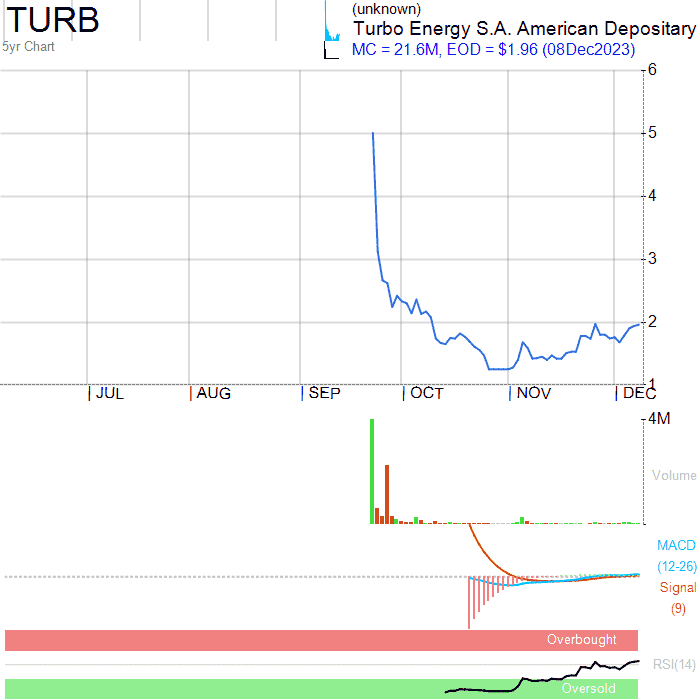 TURB
5yr Chart
(unknown)
Turbo Energy S.A. American Depositary
MC = 21.6M, EOD = $1.96 (08Dec2023)
6
5
4
3
2
1
JUL AUG SEP OCT NOV DEC
4M
Volume
MACD
(12-26)
Signal
(9)
Overbought
RSI(14)
Oversold